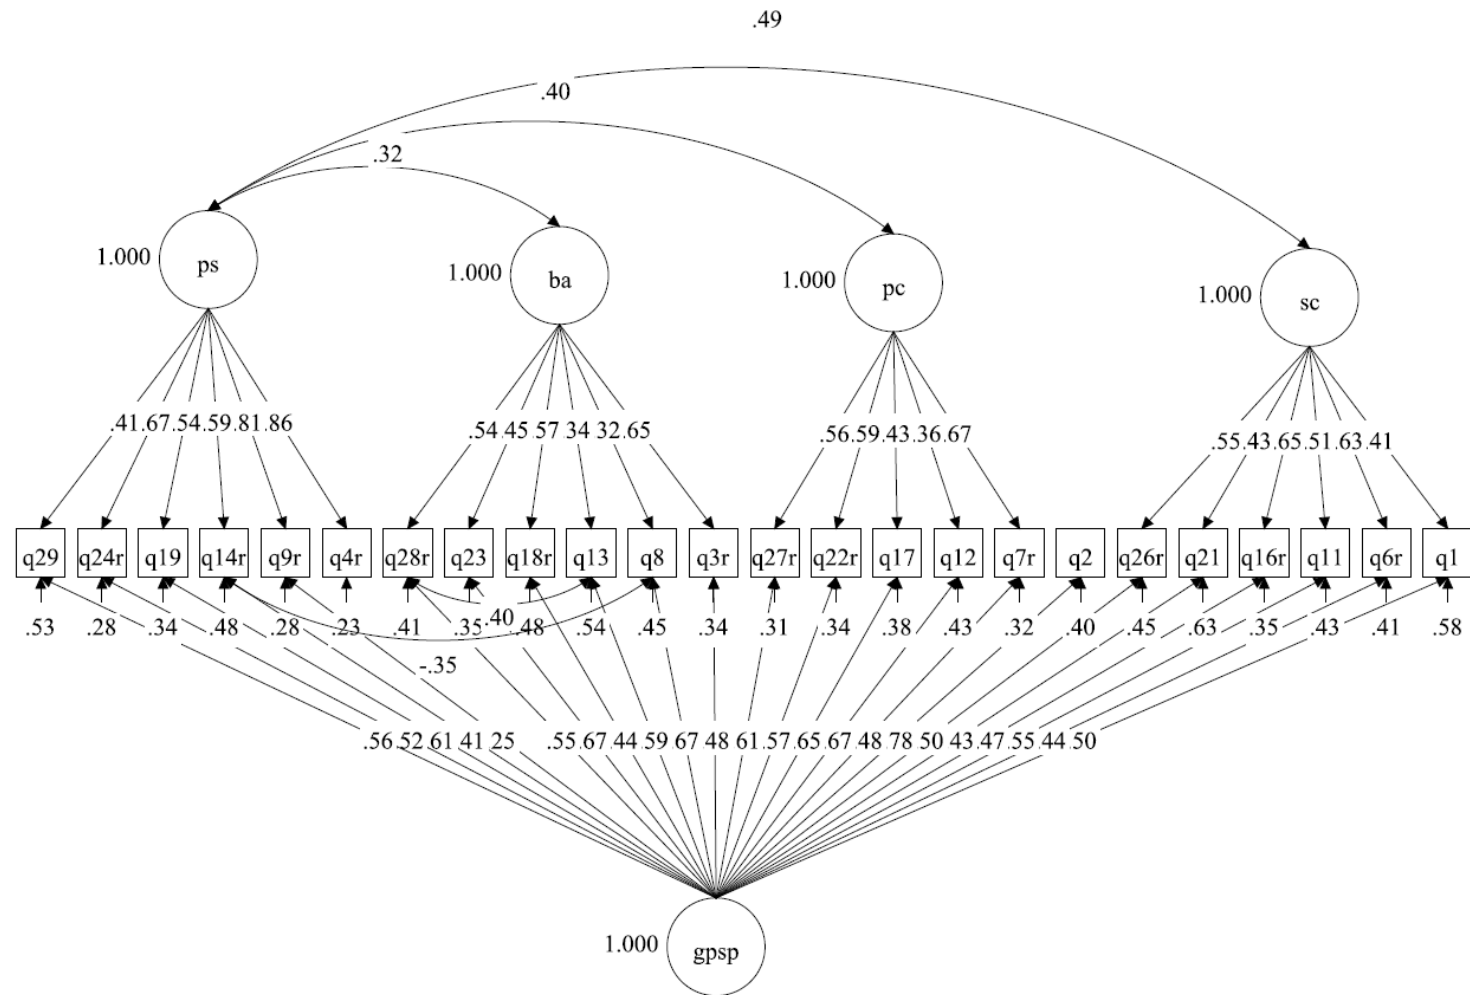 .49
.40
.32
1.000 ps
1.000 ba
1.000 pc
1.000 sc
.41 .67 .54 .59 .81 .86
.54 .45 .57 .34 .32 .65
.56 .59 .43 .36 .67
.55 .43 .65 .51 .63 .41
q29 q24r q19 q14r q9r q4r q28r q23 q18r q13 q8 q3r q27r q22r q17 q12 q7r q2 q26r q21 q16r q11 q6r q1
.40
.53 .28 .34 .48 .28 .23 .41 .35 .48 .54 .45 .34 .31 .34 .38 .43 .32 .40 .45 .63 .35 .43 .41 .58
-.35
.56 .52 .61 .41 .25 .55 .67 .44 .59 .67 .48 .61 .57 .65 .67 .48 .78 .50 .43 .47 .55 .44 .50
1.000 gpsp